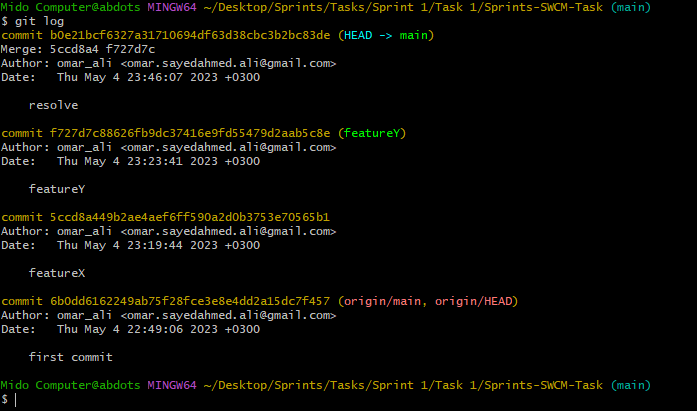 Mido Computer@abdots MINGW64 ~/Desktop/Sprints/Tasks/Sprint 1/Task 1/Sprints-SWCM-Task (main)
$ git log
commit b0e21bcf6327a31710694df63d38cbc3b2bc83de (HEAD -> main)
Merge: 5ccd8a4 f727d7c
Author: omar_ali <omar.sayedahmed.ali@gmail.com>
Date:   Thu May 4 23:46:07 2023 +0300

    resolve

commit f727d7c88626fb9dc37416e9fd55479d2aab5c8e (featureY)
Author: omar_ali <omar.sayedahmed.ali@gmail.com>
Date:   Thu May 4 23:23:41 2023 +0300

    featureY

commit 5ccd8a449b2ae4aef6ff590a2d0b3753e70565b1
Author: omar_ali <omar.sayedahmed.ali@gmail.com>
Date:   Thu May 4 23:19:44 2023 +0300

    featureX

commit 6b0dd6162249ab75f28fce3e8e4dd2a15dc7f457 (origin/main, origin/HEAD)
Author: omar_ali <omar.sayedahmed.ali@gmail.com>
Date:   Thu May 4 22:49:06 2023 +0300

    first commit

Mido Computer@abdots MINGW64 ~/Desktop/Sprints/Tasks/Sprint 1/Task 1/Sprints-SWCM-Task (main)
$